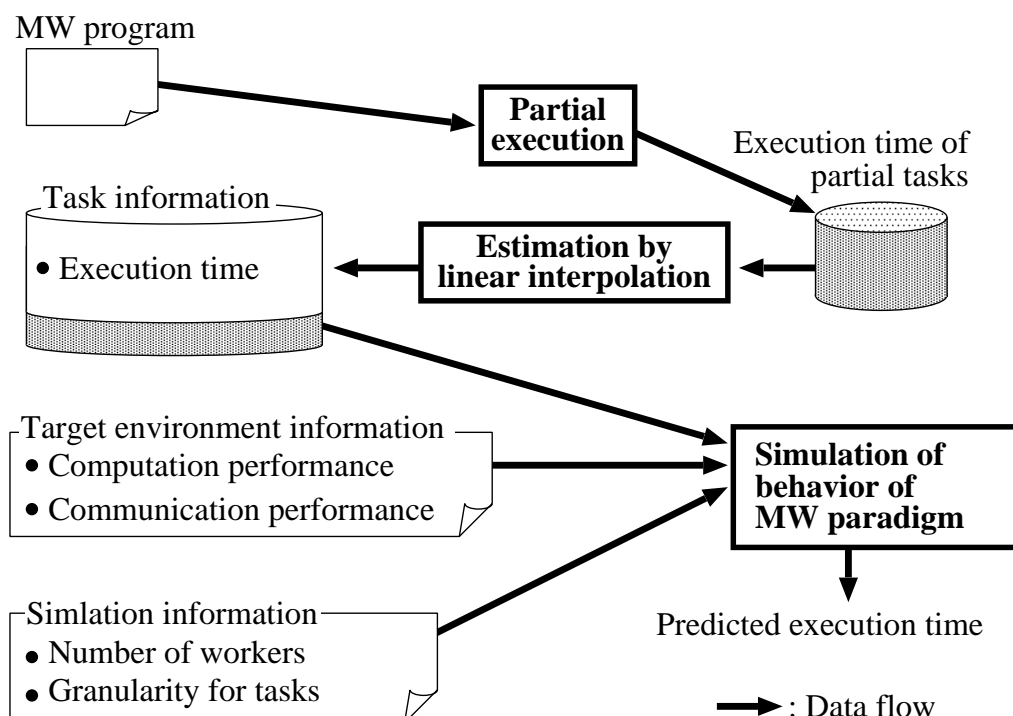 MW program
Partial
execution
Execution time of
partial tasks
Task information
• Execution time
Estimation by
linear interpolation
Target environment information
• Computation performance
• Communication performance
Simulation of
behavior of
MW paradigm
Simlation information
• Number of workers
• Granularity for tasks
Predicted execution time
: Data flow